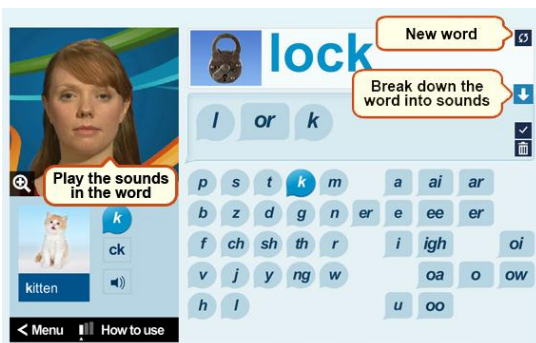 New word
lock
Break down the
word into sounds
l or k
Play the sounds
in the word
p s t k m a ai ar
b z d g n er e ee er
f ch sh th r i igh oi
v j y ng w oa o ow
h l u oo
k
ck
kitten
< Menu How to use